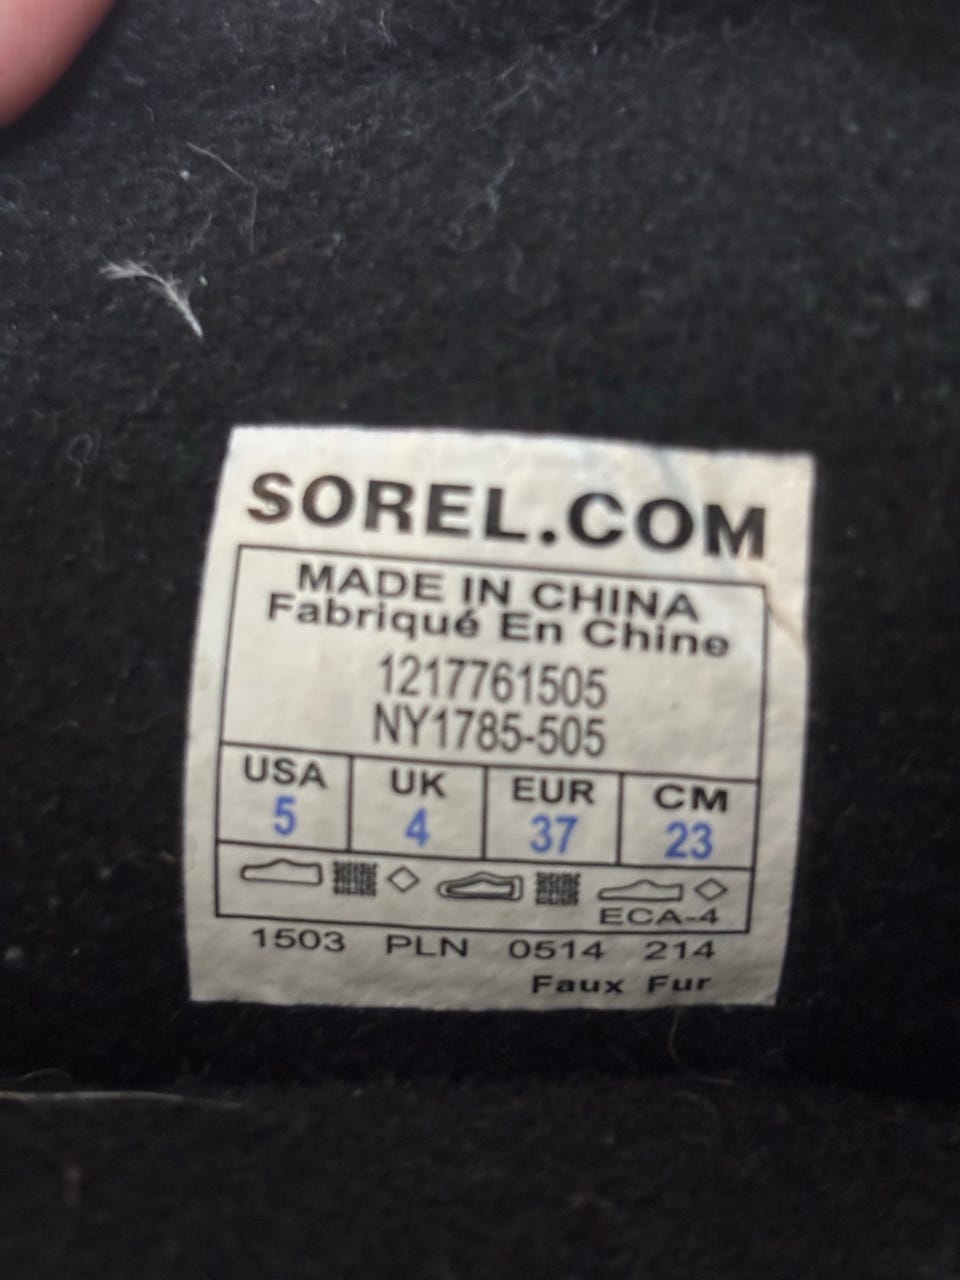 SOREL.COM
MADE IN CHINA
Fabriqué En Chine
1217761505
NY1785-505
USA UK EUR CM
5 4 37 23
ECA-4
1503 PLN 0514 214
Faux Fur